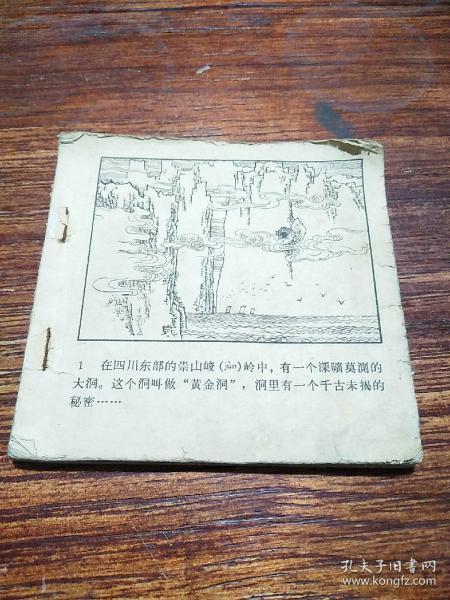 1 在四川东部的崇山峻(jùn)岭中，有一个深矿莫测的
大洞。这个洞叫做“黄金洞”，洞里有一个千古未揭的
秘密……
孔夫子旧书网
www.kongfz.com